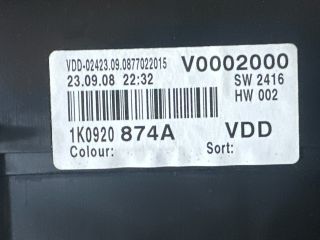 VDD-02423.09.0877022015 V0002000
23.09.08 22:32 SW 2416
HW 002
1K0920 874A VDD
Colour: Sort: